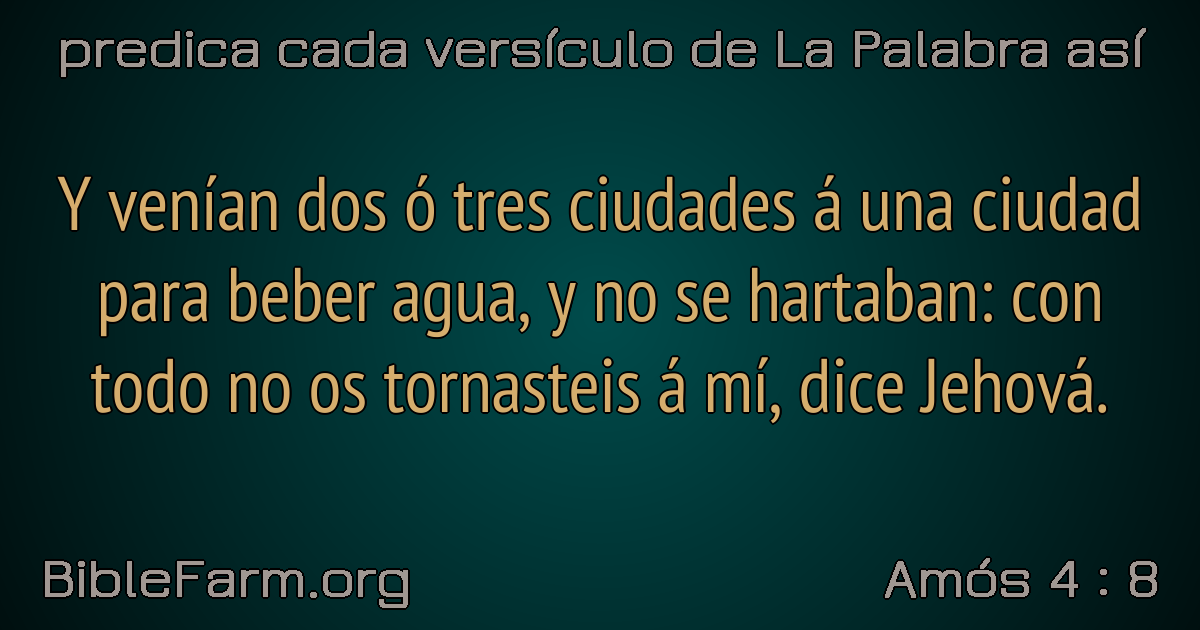 predica cada versículo de La Palabra así
Y venían dos ó tres ciudades á una ciudad
para beber agua, y no se hartaban: con
todo no os tornasteis á mí, dice Jehová.
BibleFarm.org
Amós 4 : 8